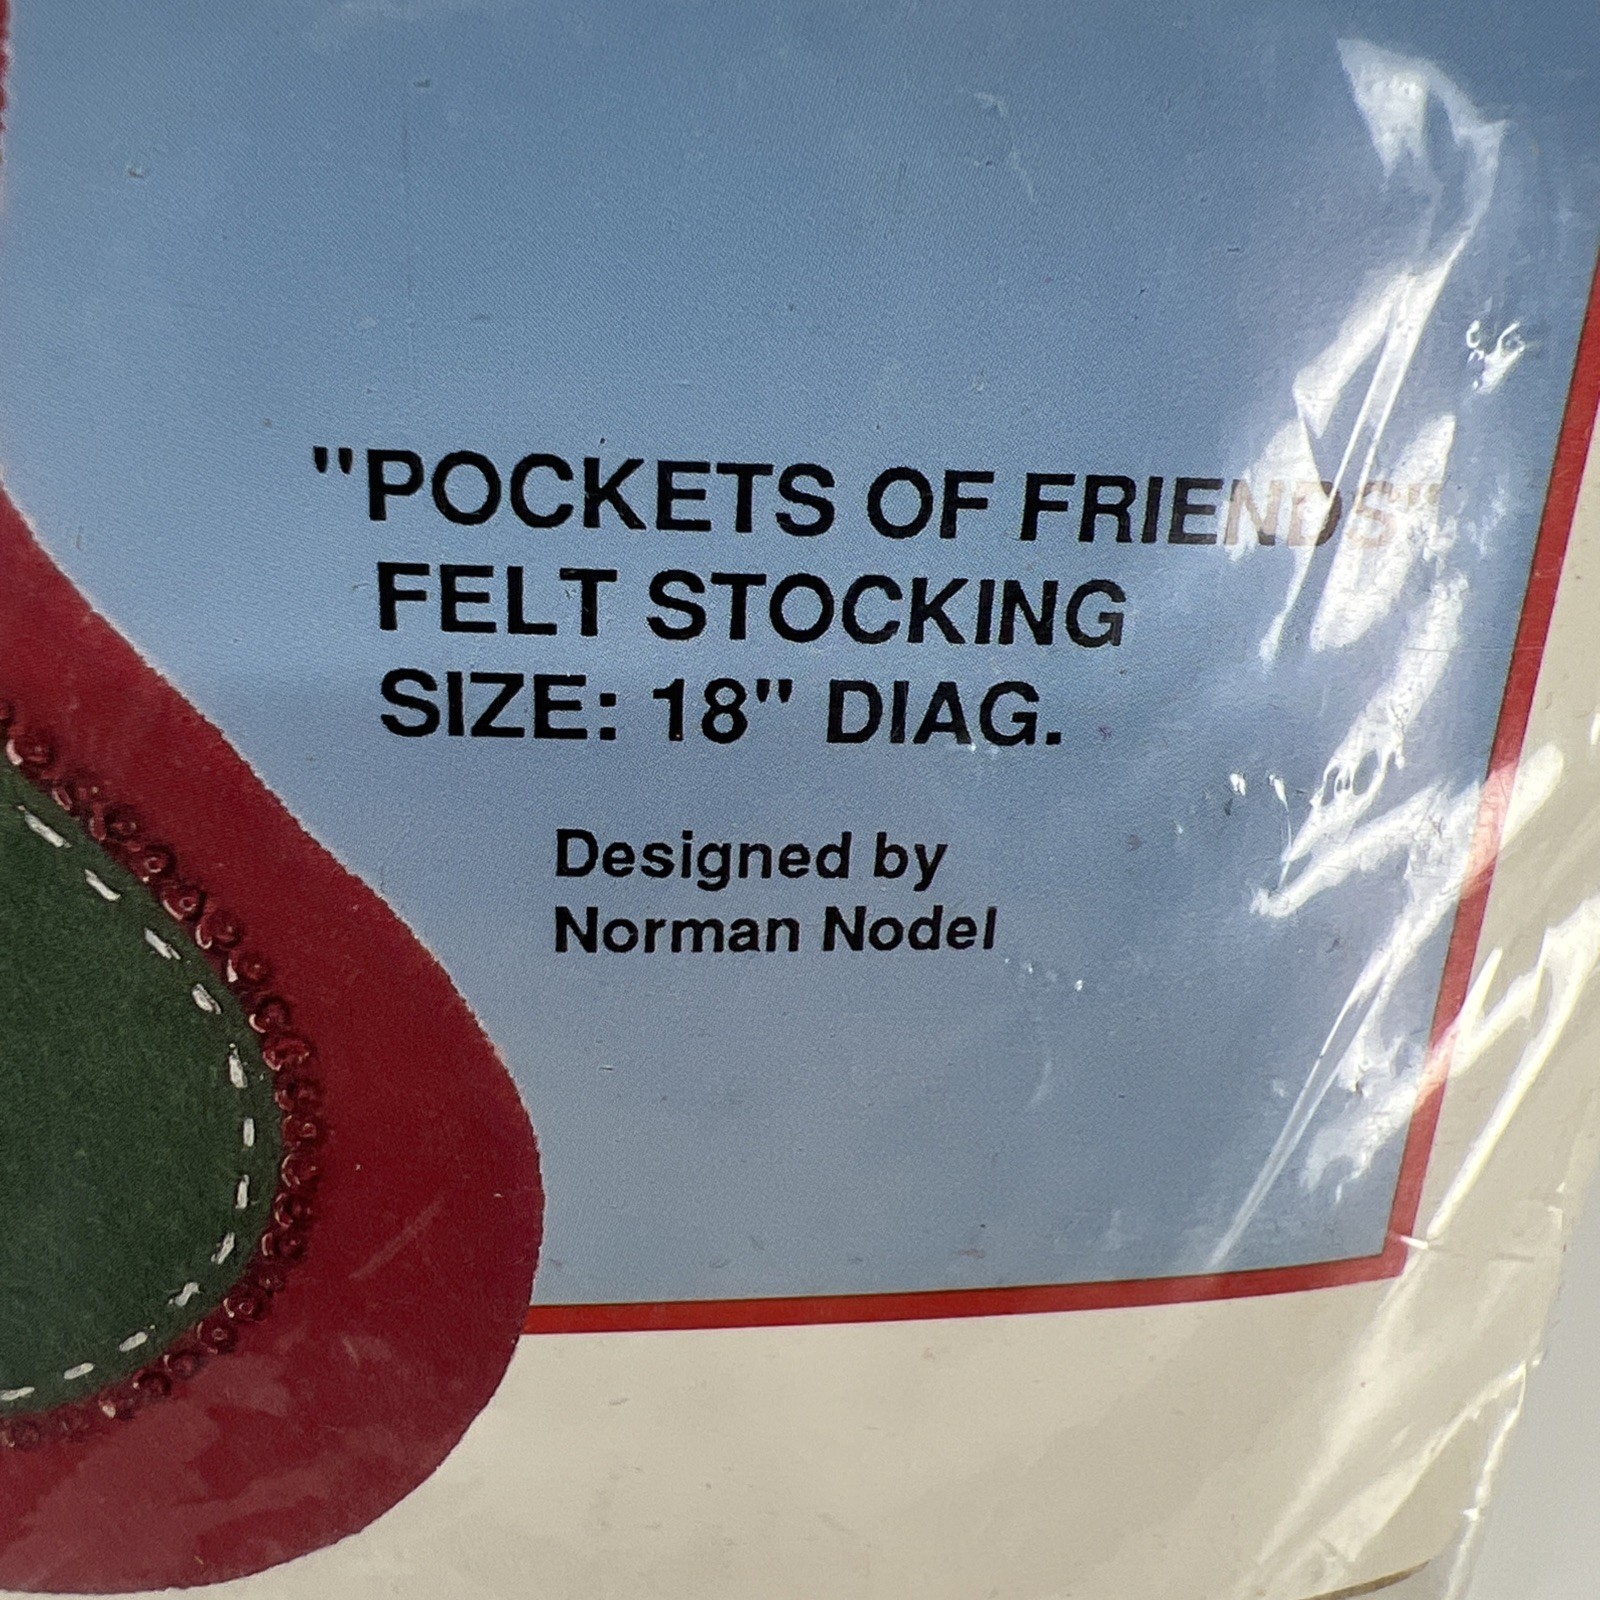 "POCKETS OF FRIENDS"
FELT STOCKING
SIZE: 18" DIAG.
Designed by
Norman Nodel